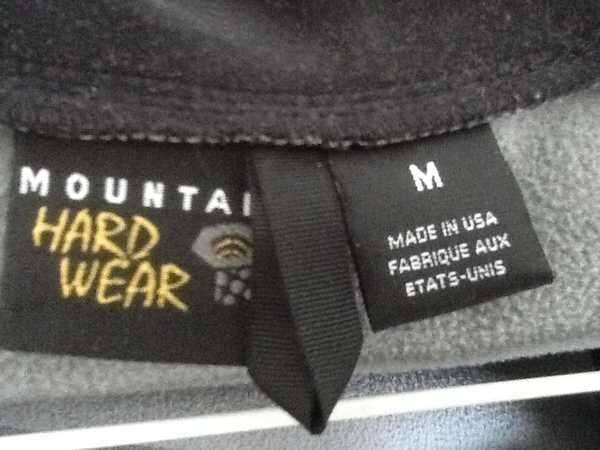 MOUNTAI
HARD
WEAR
M
MADE IN USA
FABRIQUE AUX
ETATS-UNIS